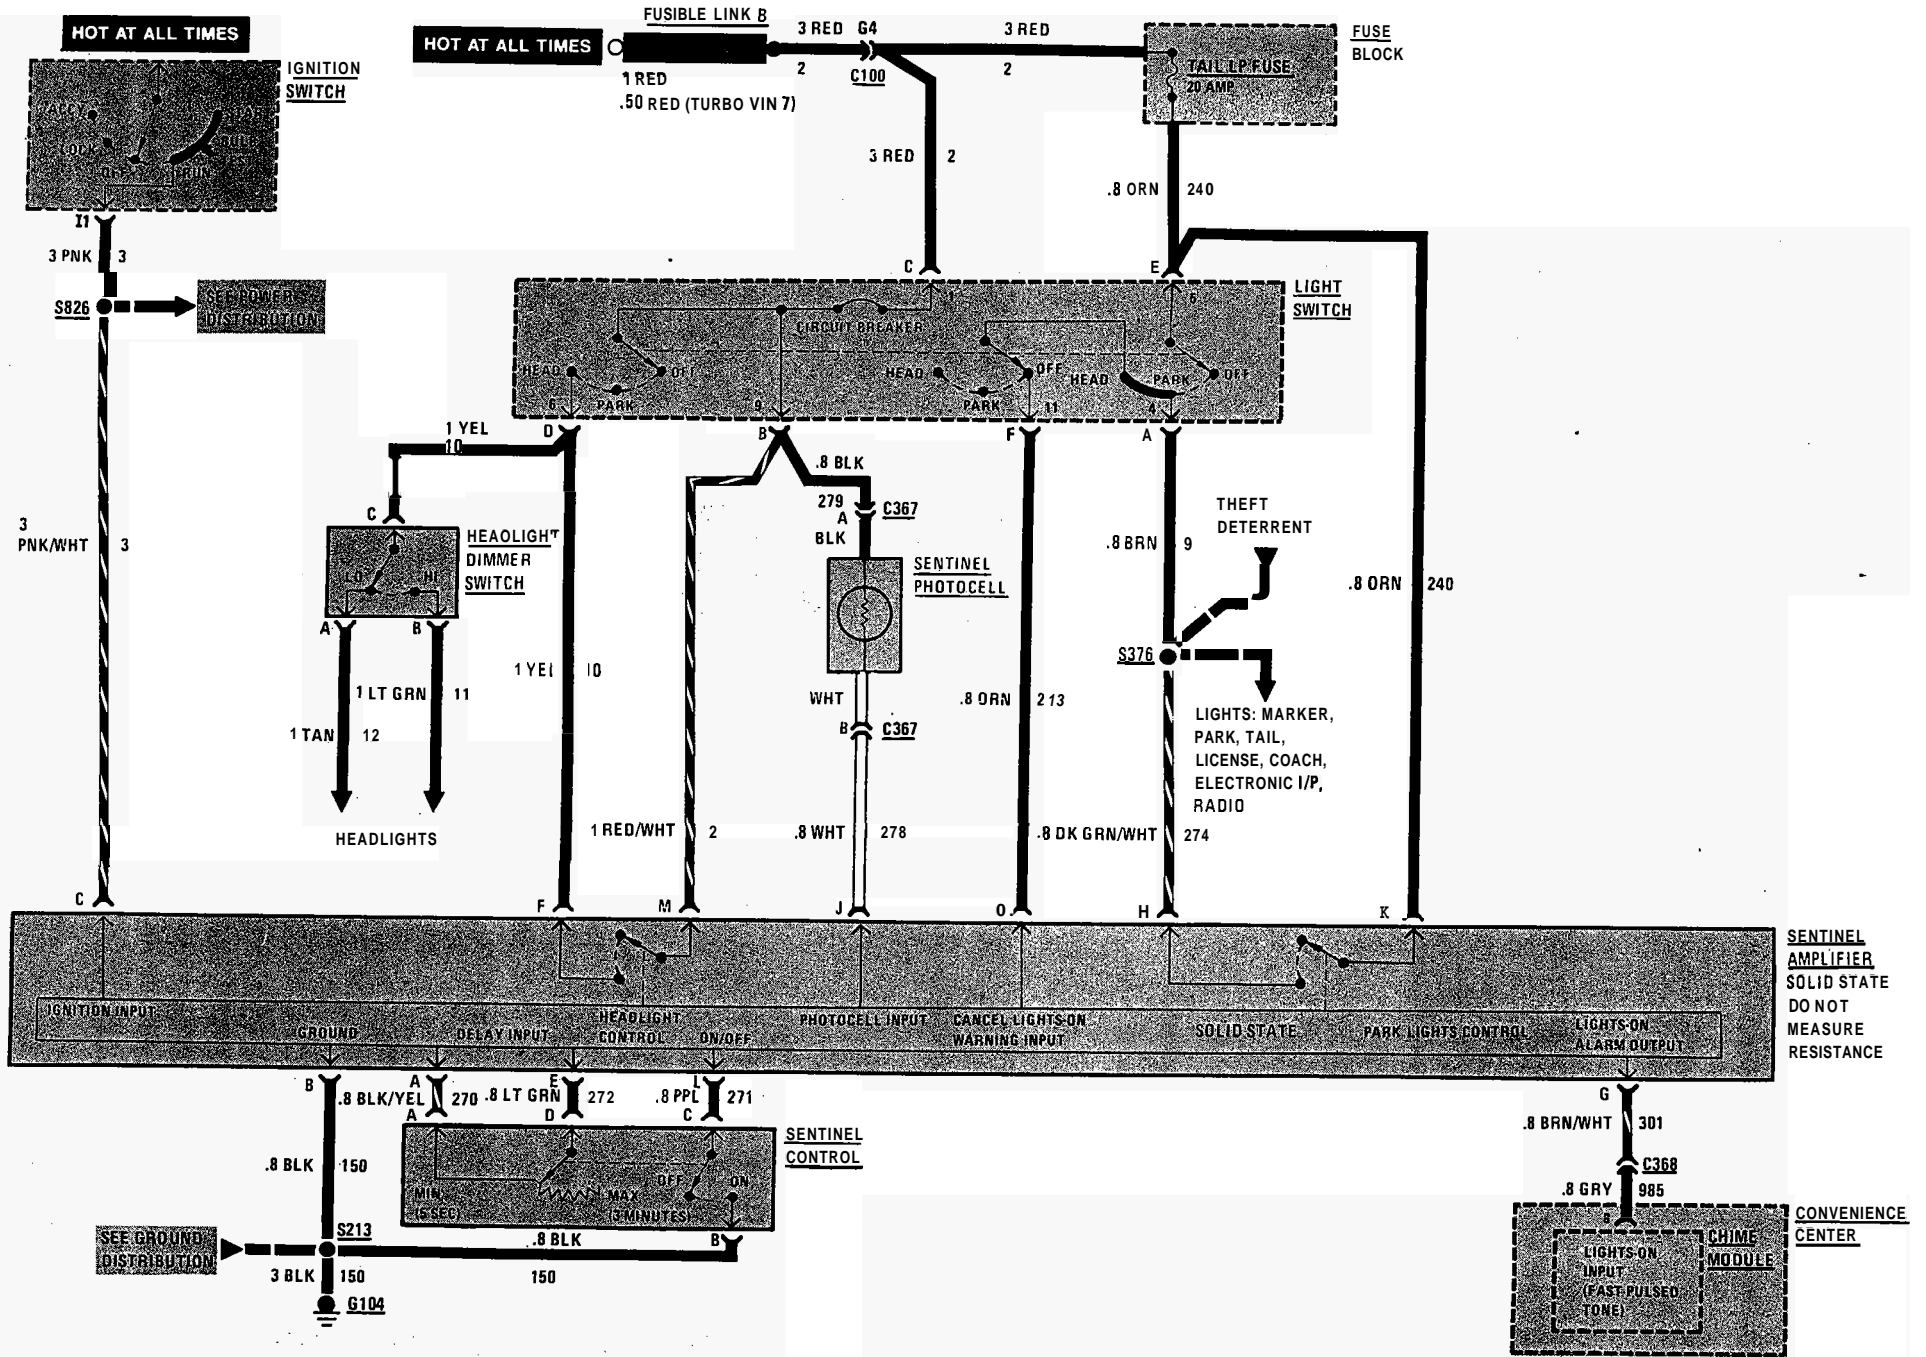 HOT AT ALL TIMES
IGNITION
SWITCH
ACCY
LOCK
OFF
RUN
BULB
I1
3 PNK
3
S826
SEE POWER
DISTRIBUTION
3
PNK/WHT
3
C
FUSIBLE LINK B
HOT AT ALL TIMES
1 RED
.50 RED (TURBO VIN 7)
3 RED
2
G4
C100
3 RED
2
FUSE
BLOCK
TAIL LP FUSE
20 AMP
3 RED
2
.8 ORN
240
C
E
LIGHT
SWITCH
1
5
CIRCUIT BREAKER
HEAD
OFF
PARK
HEAD
OFF
PARK
HEAD
PARK
OFF
6
9
11
4
D
B
F
A
1 YEL
10
C
HEADLIGHT
DIMMER
SWITCH
LO
HI
A
B
1 LT GRN
11
1 TAN
12
HEADLIGHTS
1 YEL
10
.8 BLK
279
A
C367
BLK
SENTINEL
PHOTOCELL
WHT
B
C367
1 RED/WHT
2
.8 WHT
278
.8 ORN
213
.8 BRN
9
THEFT
DETERRENT
S376
LIGHTS: MARKER,
PARK, TAIL,
LICENSE, COACH,
ELECTRONIC I/P,
RADIO
.8 DK GRN/WHT
274
.8 ORN
240
F
M
J
O
H
K
SENTINEL
AMPLIFIER
SOLID STATE
DO NOT
MEASURE
RESISTANCE
IGNITION INPUT
GROUND
DELAY INPUT
HEADLIGHT
CONTROL
ON/OFF
PHOTOCELL INPUT
CANCEL LIGHTS-ON
WARNING INPUT
SOLID STATE
PARK LIGHTS CONTROL
LIGHTS-ON
ALARM OUTPUT
B
A
E
L
G
.8 BLK/YEL
270
.8 LT GRN
272
.8 PPL
271
A
D
C
SENTINEL
CONTROL
MIN
(5 SEC)
MAX
(3 MINUTES)
OFF
ON
B
.8 BLK
150
S213
SEE GROUND
DISTRIBUTION
.8 BLK
150
3 BLK
150
G104
.8 BRN/WHT
301
C368
.8 GRY
985
8
CONVENIENCE
CENTER
CHIME
MODULE
LIGHTS-ON
INPUT
(FAST-PULSED
TONE)